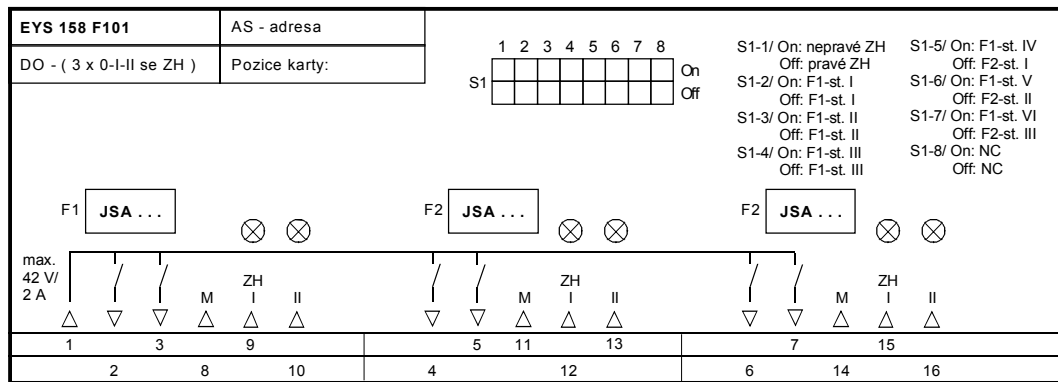 EYS 158 F101
AS - adresa
DO - ( 3 x 0-I-II se ZH )
Pozice karty:
1 2 3 4 5 6 7 8
S1
On
Off
S1-1/ On: nepravé ZH
Off: pravé ZH
S1-2/ On: F1-st. I
Off: F1-st. I
S1-3/ On: F1-st. II
Off: F1-st. II
S1-4/ On: F1-st. III
Off: F1-st. III
S1-5/ On: F1-st. IV
Off: F2-st. I
S1-6/ On: F1-st. V
Off: F2-st. II
S1-7/ On: F1-st. VI
Off: F2-st. III
S1-8/ On: NC
Off: NC
F1 JSA . . .
F2 JSA . . .
F2 JSA . . .
max.
42 V/
2 A
ZH ZH ZH
M I II M I II M I II
1 3 9 5 11 13 7 15
2 8 10 4 12 6 14 16